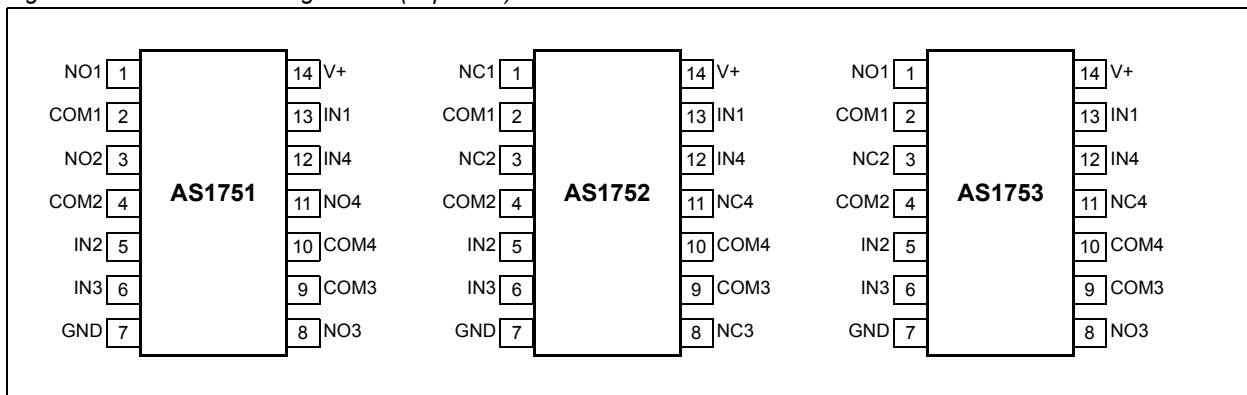 NO1 1 14 V+
COM1 2 13 IN1
NO2 3 12 IN4
COM2 4 AS1751 11 NO4
IN2 5 10 COM4
IN3 6 9 COM3
GND 7 8 NO3
NC1 1 14 V+
COM1 2 13 IN1
NC2 3 12 IN4
COM2 4 AS1752 11 NC4
IN2 5 10 COM4
IN3 6 9 COM3
GND 7 8 NC3
NO1 1 14 V+
COM1 2 13 IN1
NC2 3 12 IN4
COM2 4 AS1753 11 NC4
IN2 5 10 COM4
IN3 6 9 COM3
GND 7 8 NO3